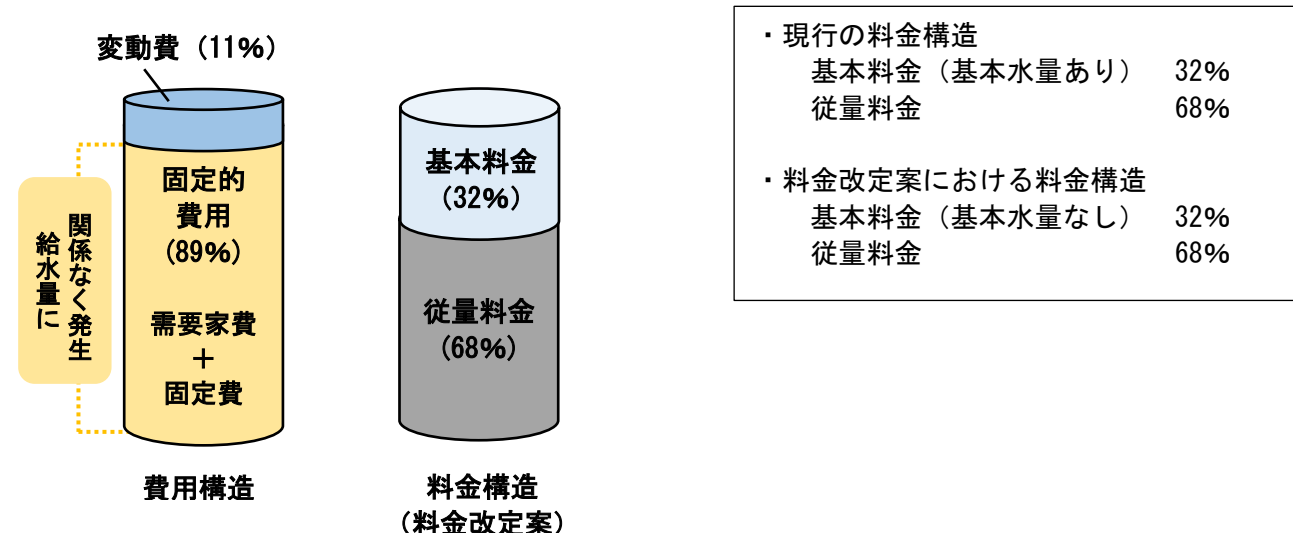 変動費（11%）
固定的
費用
(89%)
需要家費
＋
固定費
給水量に
関係なく発生
費用構造
基本料金
(32%)
従量料金
(68%)
料金構造
（料金改定案）
・現行の料金構造
基本料金（基本水量あり） 32%
従量料金 68%
・料金改定案における料金構造
基本料金（基本水量なし） 32%
従量料金 68%